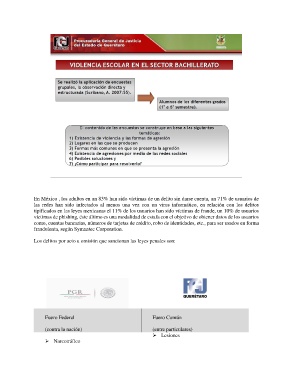 Procuraduría General de Justicia
del Estado de Querétaro
VIOLENCIA ESCOLAR EN EL SECTOR BACHILLERATO
Se realizó la aplicación de encuestas
grupales, la observación directa y
estructurada (Scribano, A. 2007:55).
Alumnos de los diferentes grados
(1° a 6° semestre).
El contenido de las encuestas se construye en base a las siguientes
temáticas:
1) Existencia de violencia y las formas de agresión
2) Lugares en los que se producen
3) Formas más comunes en que se presenta la agresión
4) Existencia de agresiones por medio de las redes sociales
6) Posibles soluciones y
7) ¿Cómo participar para resolverlo?
En México , los adultos en un 83% han sido víctimas de un delito sin darse cuenta, un 71% de usuarios de
las redes han sido infectados al menos una vez con un virus informático, en relación con los delitos
tipificados en las leyes mexicanas el 11% de los usuarios han sido víctimas de fraude, un 10% de usuarios
víctimas de phishing, éste último es una modalidad de estafa con el objetivo de obtener datos de los usuarios
como, cuentas bancarias, números de tarjetas de crédito, robo de identidades, etc., para ser usados en forma
fraudulenta, según Symantec Corporation.
Los delitos por acto u omisión que sancionan las leyes penales son:
PGR
PGJ
QUERETARO
Fuero Federal
Fuero Común
(contra la nación)
(entre particulares)
➢ Lesiones
➢ Narcotráfico